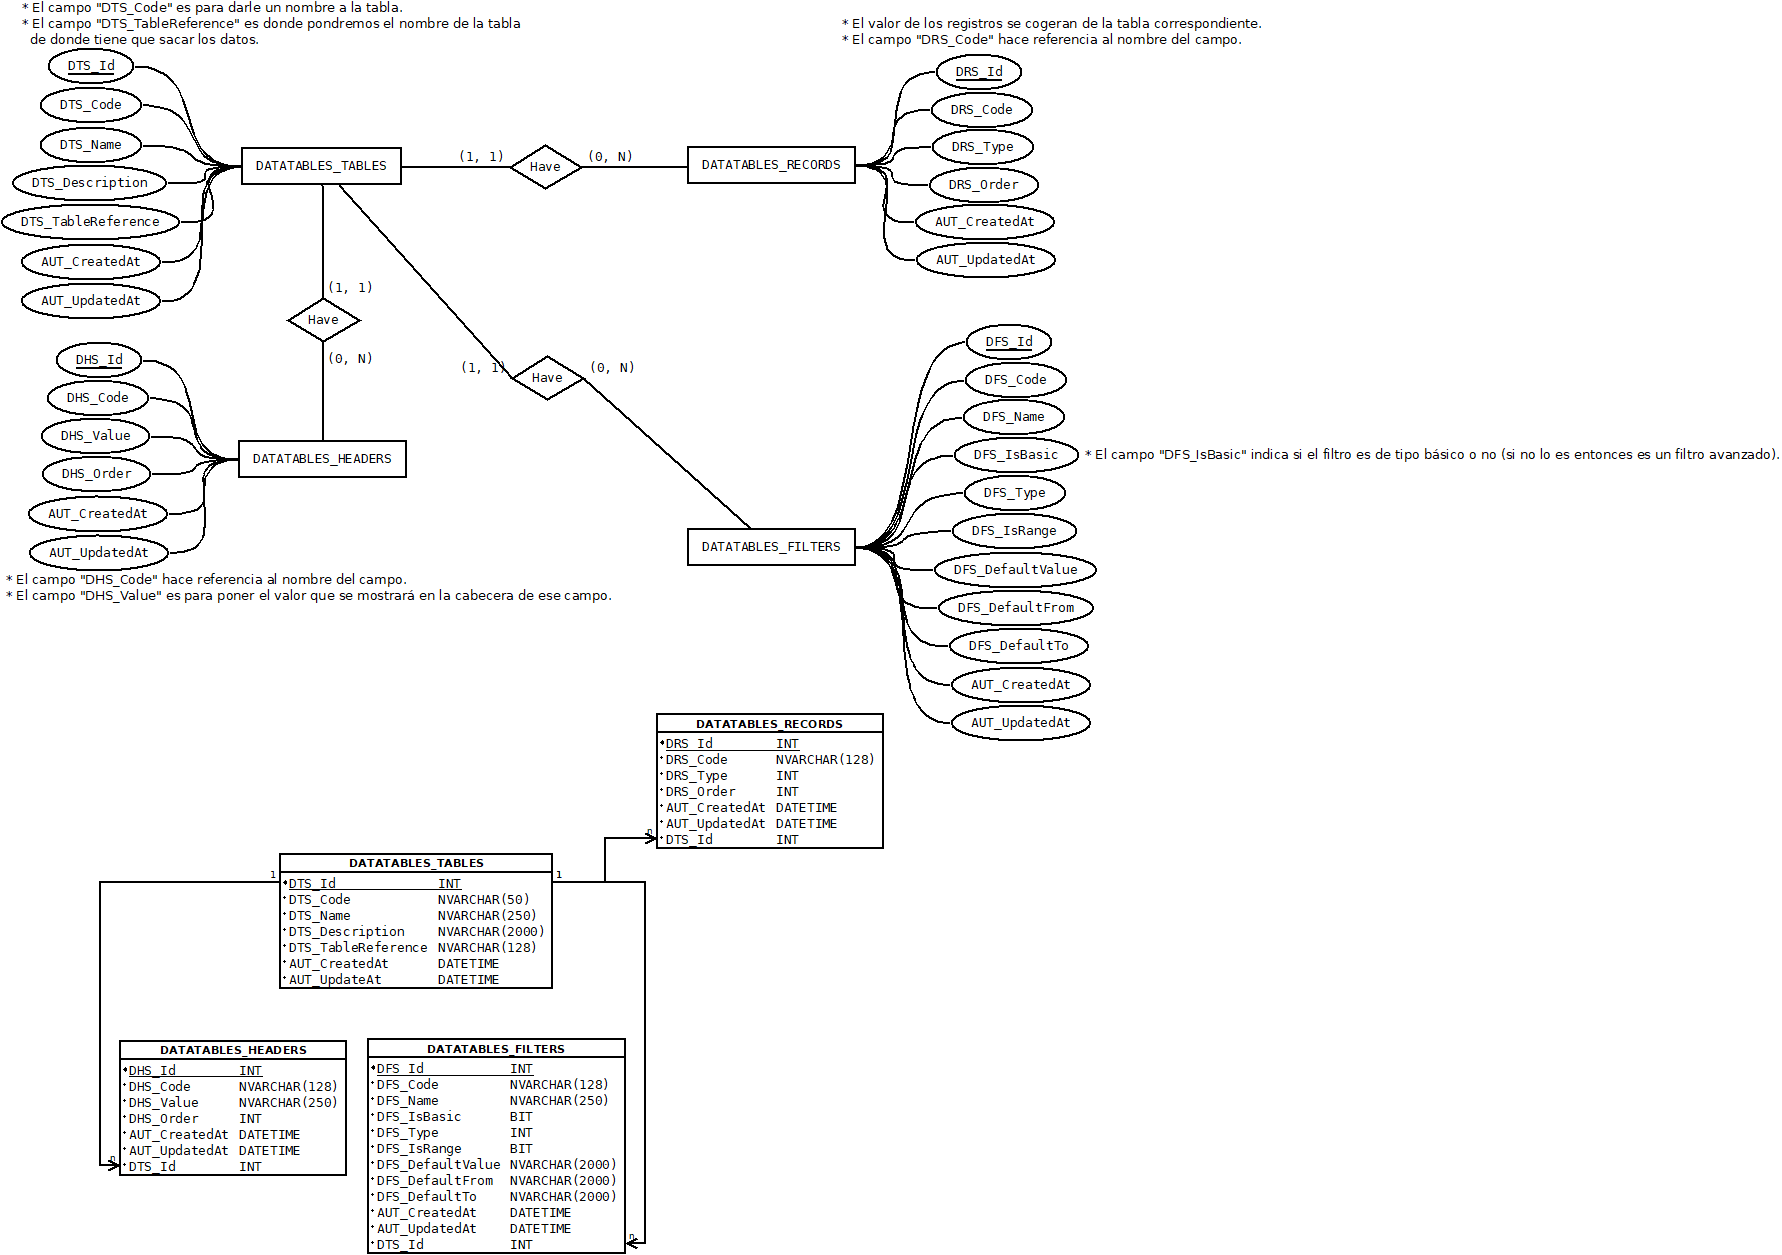 * El campo "DTS_Code" es para darle un nombre a la tabla.
* El campo "DTS_TableReference" es donde pondremos el nombre de la tabla
de donde tiene que sacar los datos.
* El valor de los registros se cogeran de la tabla correspondiente.
* El campo "DRS_Code" hace referencia al nombre del campo.
DTS_Id
DTS_Code
DTS_Name
DTS_Description
DTS_TableReference
AUT_CreatedAt
AUT_UpdatedAt
DATATABLES_TABLES
(1, 1)
Have
(0, N)
DATATABLES_RECORDS
DRS_Id
DRS_Code
DRS_Type
DRS_Order
AUT_CreatedAt
AUT_UpdatedAt
(1, 1)
Have
(0, N)
(1, 1)
Have
(0, N)
DHS_Id
DHS_Code
DHS_Value
DHS_Order
AUT_CreatedAt
AUT_UpdatedAt
DATATABLES_HEADERS
* El campo "DHS_Code" hace referencia al nombre del campo.
* El campo "DHS_Value" es para poner el valor que se mostrará en la cabecera de ese campo.
DATATABLES_FILTERS
DFS_Id
DFS_Code
DFS_Name
DFS_IsBasic
* El campo "DFS_IsBasic" indica si el filtro es de tipo básico o no (si no lo es entonces es un filtro avanzado).
DFS_Type
DFS_IsRange
DFS_DefaultValue
DFS_DefaultFrom
DFS_DefaultTo
AUT_CreatedAt
AUT_UpdatedAt
DATATABLES_RECORDS
DRS_Id INT
DRS_Code NVARCHAR(128)
DRS_Type INT
DRS_Order INT
AUT_CreatedAt DATETIME
AUT_UpdatedAt DATETIME
n
DTS_Id INT
DATATABLES_TABLES
1
1
DTS_Id INT
DTS_Code NVARCHAR(50)
DTS_Name NVARCHAR(250)
DTS_Description NVARCHAR(2000)
DTS_TableReference NVARCHAR(128)
AUT_CreatedAt DATETIME
AUT_UpdateAt DATETIME
DATATABLES_HEADERS
DHS_Id INT
DHS_Code NVARCHAR(128)
DHS_Value NVARCHAR(250)
DHS_Order INT
AUT_CreatedAt DATETIME
AUT_UpdatedAt DATETIME
n
DTS_Id INT
DATATABLES_FILTERS
DFS_Id INT
DFS_Code NVARCHAR(128)
DFS_Name NVARCHAR(250)
DFS_IsBasic BIT
DFS_Type INT
DFS_IsRange BIT
DFS_DefaultValue NVARCHAR(2000)
DFS_DefaultFrom NVARCHAR(2000)
DFS_DefaultTo NVARCHAR(2000)
AUT_CreatedAt DATETIME
AUT_UpdatedAt DATETIME
DTS_Id INT
n